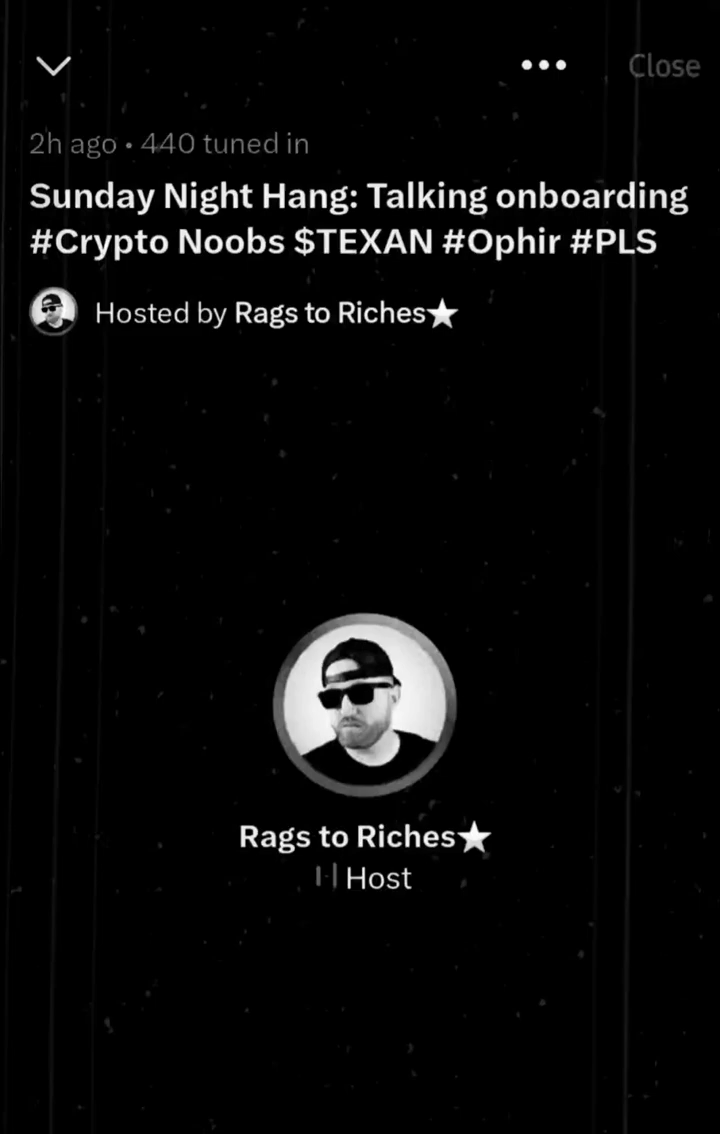 Close
2h ago • 440 tuned in
Sunday Night Hang: Talking onboarding
#Crypto Noobs $TEXAN #Ophir #PLS
Hosted by Rags to Riches★
Rags to Riches★
Host